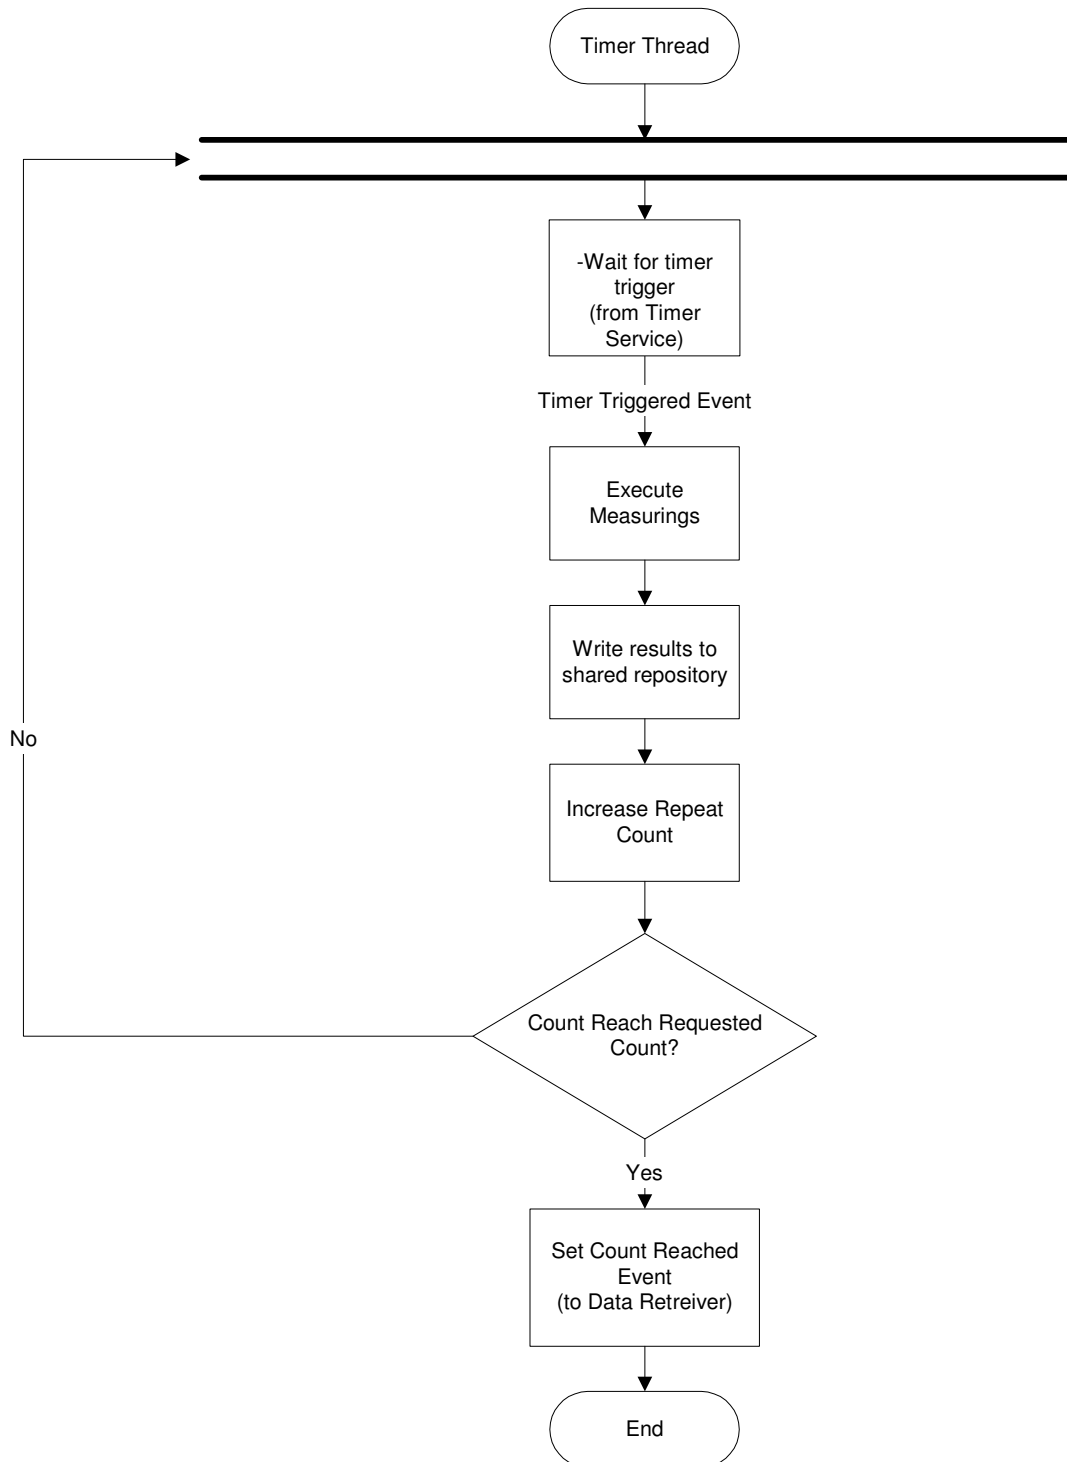 Timer Thread
-Wait for timer
trigger
(from Timer
Service)
Timer Triggered Event
Execute
Measurings
Write results to
shared repository
No
Increase Repeat
Count
Count Reach Requested
Count?
Yes
Set Count Reached
Event
(to Data Retreiver)
End